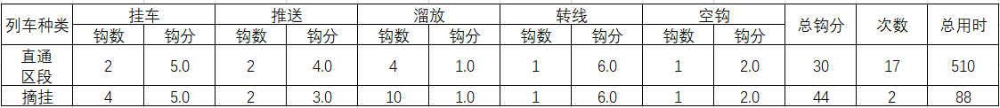 列车种类 挂车 推送 溜放 转线 空钩 总钩分 次数 总用时
钩数 钩分 钩数 钩分 钩数 钩分 钩数 钩分 钩数 钩分
直通区段 2 5.0 2 4.0 4 1.0 1 6.0 1 2.0 30 17 510
摘挂 4 5.0 2 3.0 10 1.0 1 6.0 1 2.0 44 2 88